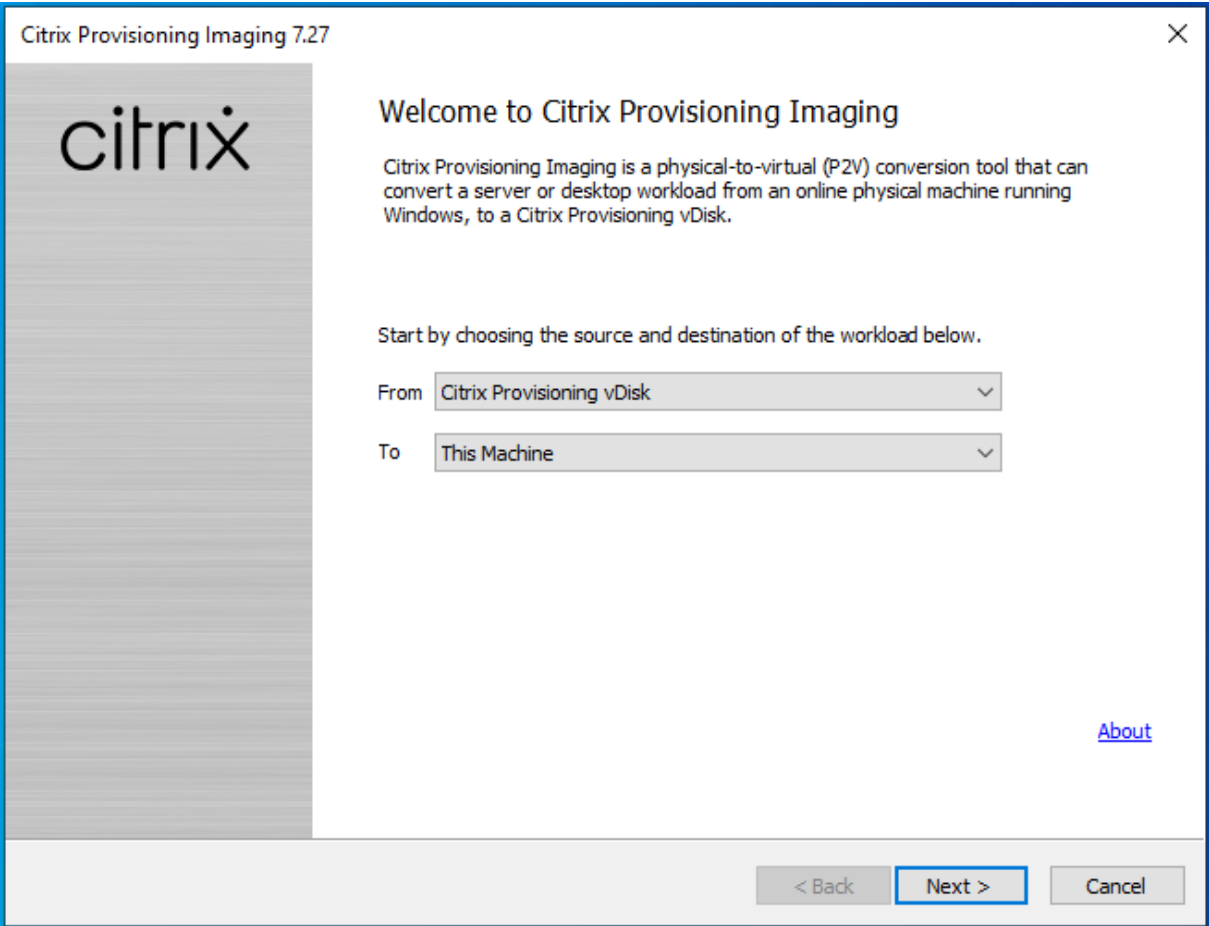 Citrix Provisioning Imaging 7.27
citrix
Welcome to Citrix Provisioning Imaging
Citrix Provisioning Imaging is a physical-to-virtual (P2V) conversion tool that can
convert a server or desktop workload from an online physical machine running
Windows, to a Citrix Provisioning vDisk.
Start by choosing the source and destination of the workload below.
From Citrix Provisioning vDisk
To This Machine
About
< Back Next > Cancel